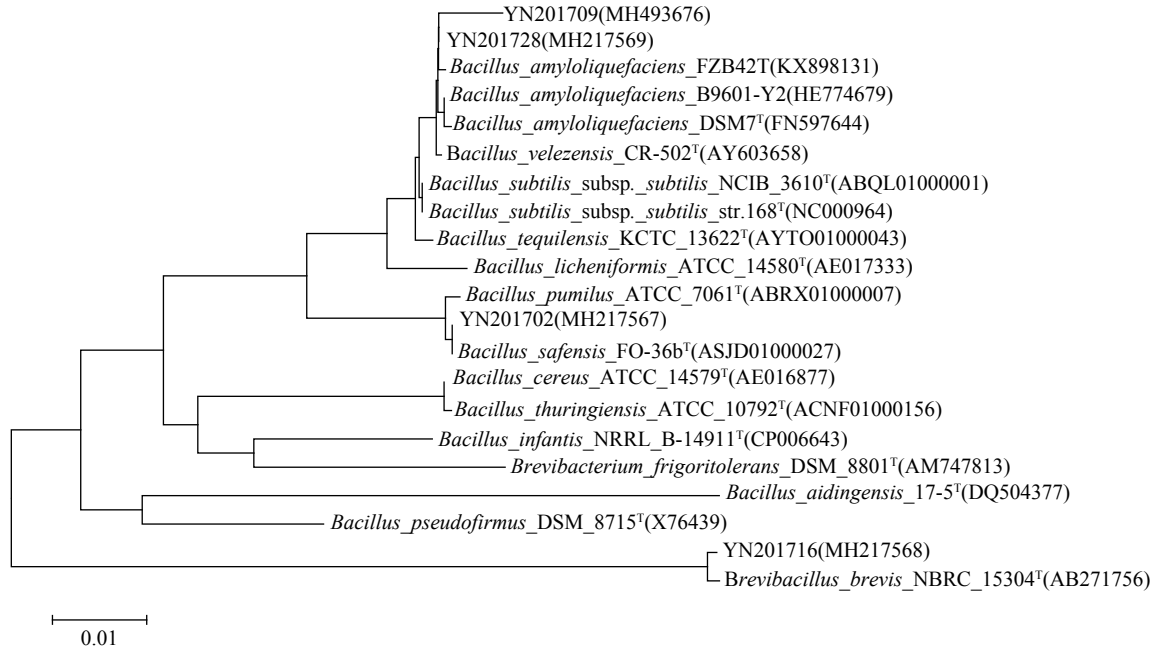 YN201709(MH493676)
YN201728(MH217569)
Bacillus_amyloliquefaciens_FZB42T(KX898131)
Bacillus_amyloliquefaciens_B9601-Y2(HE774679)
Bacillus_amyloliquefaciens_DSM7ᵀ(FN597644)
Bacillus_velezensis_CR-502ᵀ(AY603658)
Bacillus_subtilis_subsp._subtilis_NCIB_3610ᵀ(ABQL01000001)
Bacillus_subtilis_subsp._subtilis_str.168ᵀ(NC000964)
Bacillus_tequilensis_KCTC_13622ᵀ(AYTO01000043)
Bacillus_licheniformis_ATCC_14580ᵀ(AE017333)
Bacillus_pumilus_ATCC_7061ᵀ(ABRX01000007)
YN201702(MH217567)
Bacillus_safensis_FO-36bᵀ(ASJD01000027)
Bacillus_cereus_ATCC_14579ᵀ(AE016877)
Bacillus_thuringiensis_ATCC_10792ᵀ(ACNF01000156)
Bacillus_infantis_NRRL_B-14911ᵀ(CP006643)
Brevibacterium_frigoritolerans_DSM_8801ᵀ(AM747813)
Bacillus_aidingensis_17-5ᵀ(DQ504377)
Bacillus_pseudofirmus_DSM_8715ᵀ(X76439)
YN201716(MH217568)
Brevibacillus_brevis_NBRC_15304ᵀ(AB271756)
0.01